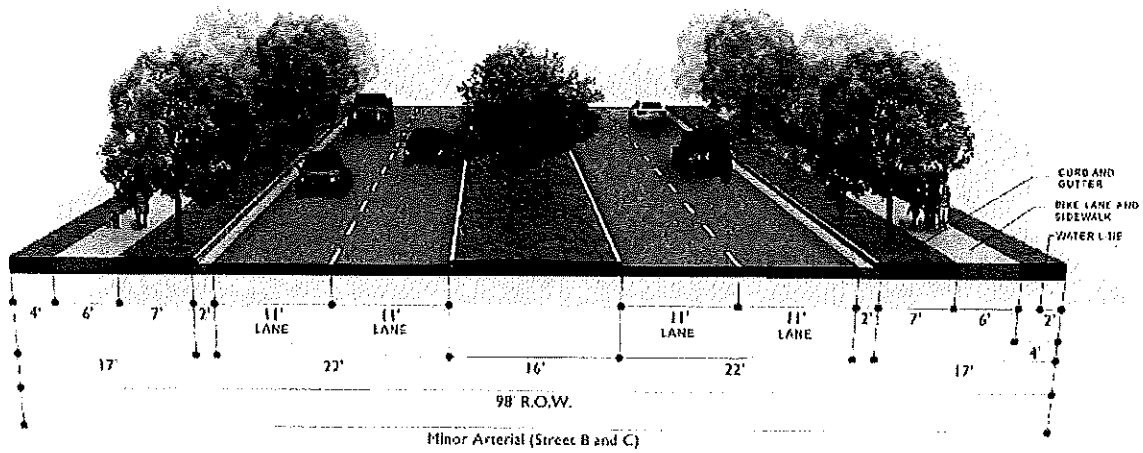 CURB AND
GUTTER
BIKE LANE AND
SIDEWALK
WATER LINE
4' 6' 7' 2' 11' 11' 11' 11' 2' 7' 6' 2'
LANE LANE LANE LANE
4'
17' 22' 16' 22' 17'
98' R.O.W.
Minor Arterial (Street B and C)